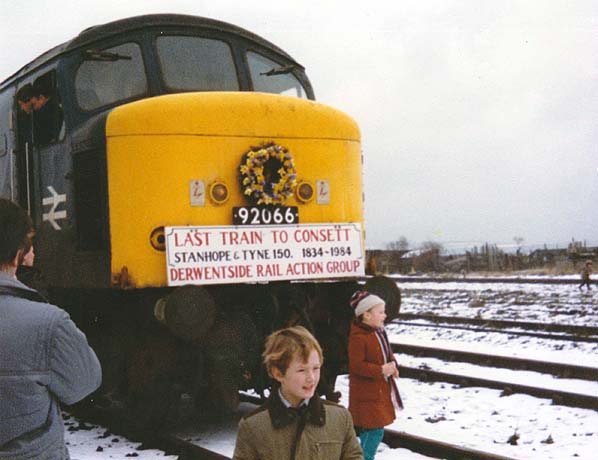 92066
LAST TRAIN TO CONSETT
STANHOPE & TYNE 150. 1834-1984
DERWENTSIDE RAIL ACTION GROUP